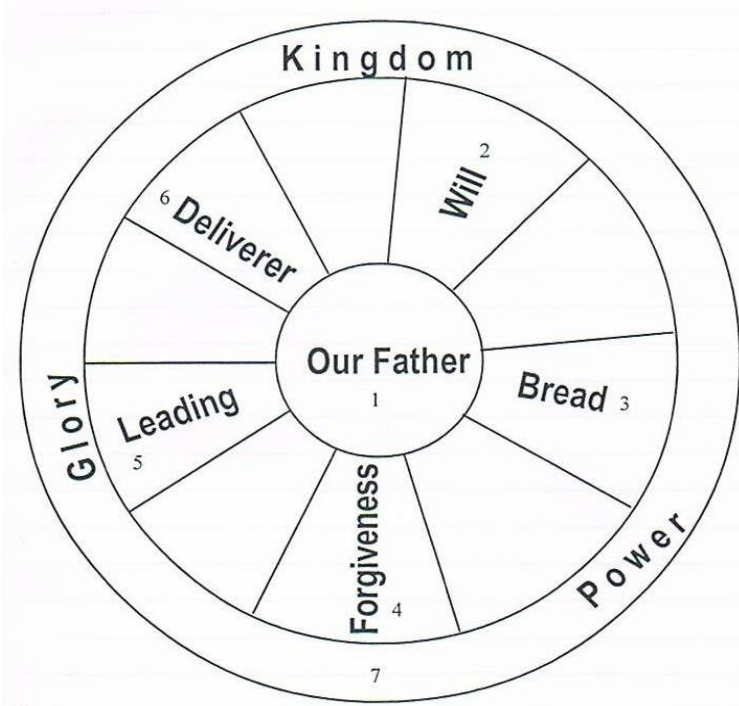 Kingdom
Will 2
6 Deliverer
Our Father
1
Bread 3
Leading
5
Glory
Forgiveness 4
Power
7